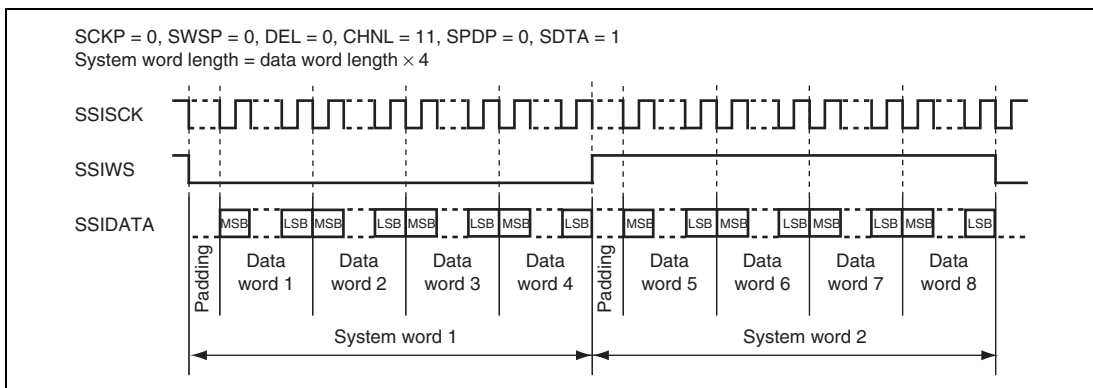 SCKP = 0, SWSP = 0, DEL = 0, CHNL = 11, SPDP = 0, SDTA = 1
System word length = data word length × 4
SSISCK
SSIWS
SSIDATA
MSB LSB MSB LSB MSB LSB MSB LSB MSB LSB MSB LSB MSB LSB MSB LSB
Padding
Data word 1
Data word 2
Data word 3
Data word 4
Padding
Data word 5
Data word 6
Data word 7
Data word 8
System word 1
System word 2